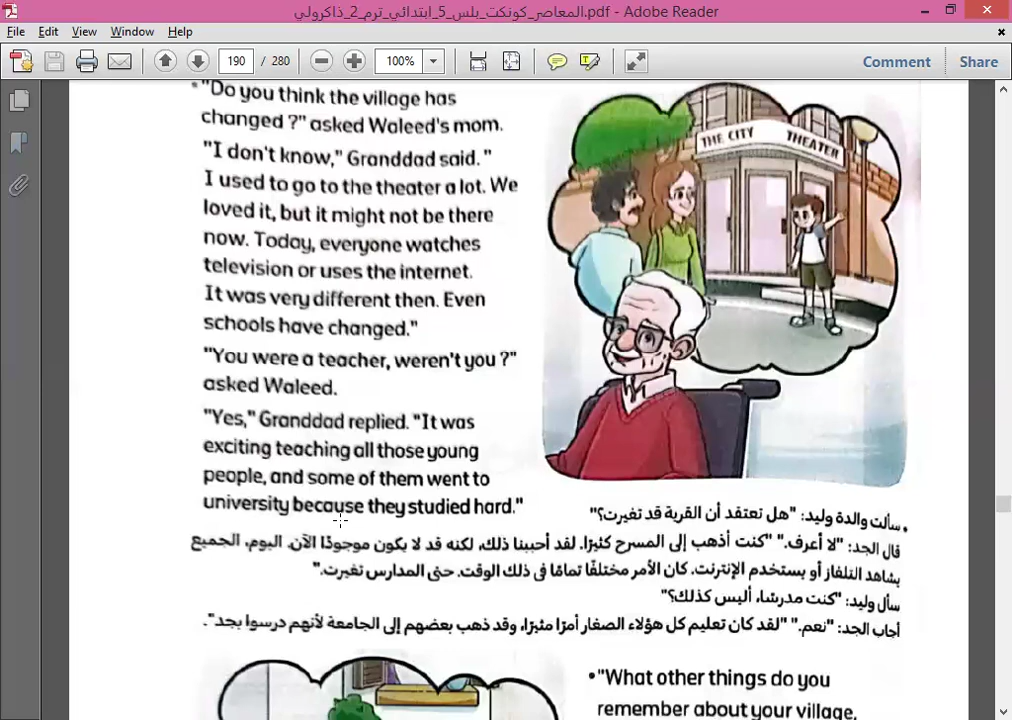 المعاصر_كونكت_بلس_5_ابتدائي_ترم_2_ذاكرولي.pdf - Adobe Reader
File Edit View Window Help
190 / 280 100% Comment Share
• "Do you think the village has
changed ?" asked Waleed's mom.
"I don't know," Granddad said. "
I used to go to the theater a lot. We
loved it, but it might not be there
now. Today, everyone watches
television or uses the internet.
It was very different then. Even
schools have changed."
"You were a teacher, weren't you ?"
asked Waleed.
"Yes," Granddad replied. "It was
exciting teaching all those young
people, and some of them went to
university because they studied hard."
THE CITY THEATER
• سألت والدة وليد: "هل تعتقد أن القرية قد تغيرت؟"
قال الجد: "لا أعرف." "كنت أذهب إلى المسرح كثيرًا. لقد أحببنا ذلك، لكنه قد لا يكون موجودًا الآن. اليوم، الجميع
يشاهد التلفاز أو يستخدم الإنترنت. كان الأمر مختلفًا تمامًا فى ذلك الوقت. حتى المدارس تغيرت."
سأل وليد: "كنت مدرسًا، أليس كذلك؟"
أجاب الجد: "نعم." "لقد كان تعليم كل هؤلاء الصغار أمرًا مثيرًا، وقد ذهب بعضهم إلى الجامعة لأنهم درسوا بجد".
• "What other things do you
remember about your village,